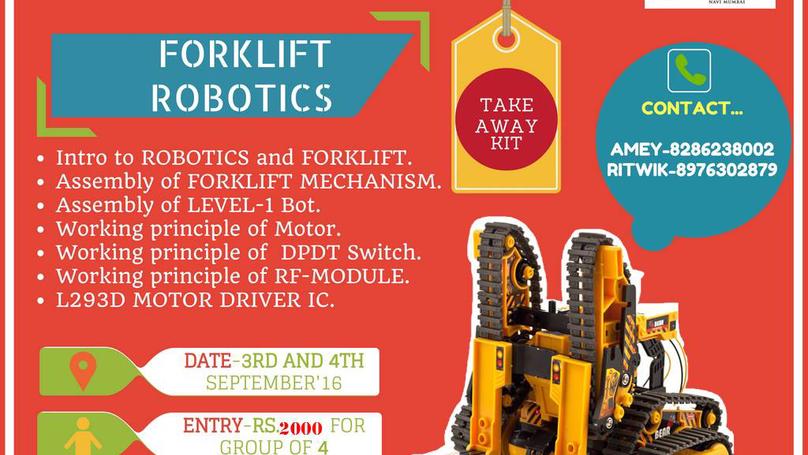 NAVI MUMBAI
FORKLIFT
ROBOTICS
TAKE
AWAY
KIT
CONTACT...
AMEY-8286238002
RITWIK-8976302879
• Intro to ROBOTICS and FORKLIFT.
• Assembly of FORKLIFT MECHANISM.
• Assembly of LEVEL-1 Bot.
• Working principle of Motor.
• Working principle of DPDT Switch.
• Working principle of RF-MODULE.
• L293D MOTOR DRIVER IC.
DATE-3RD AND 4TH
SEPTEMBER'16
ENTRY-RS.2000 FOR
GROUP OF 4
BEAR